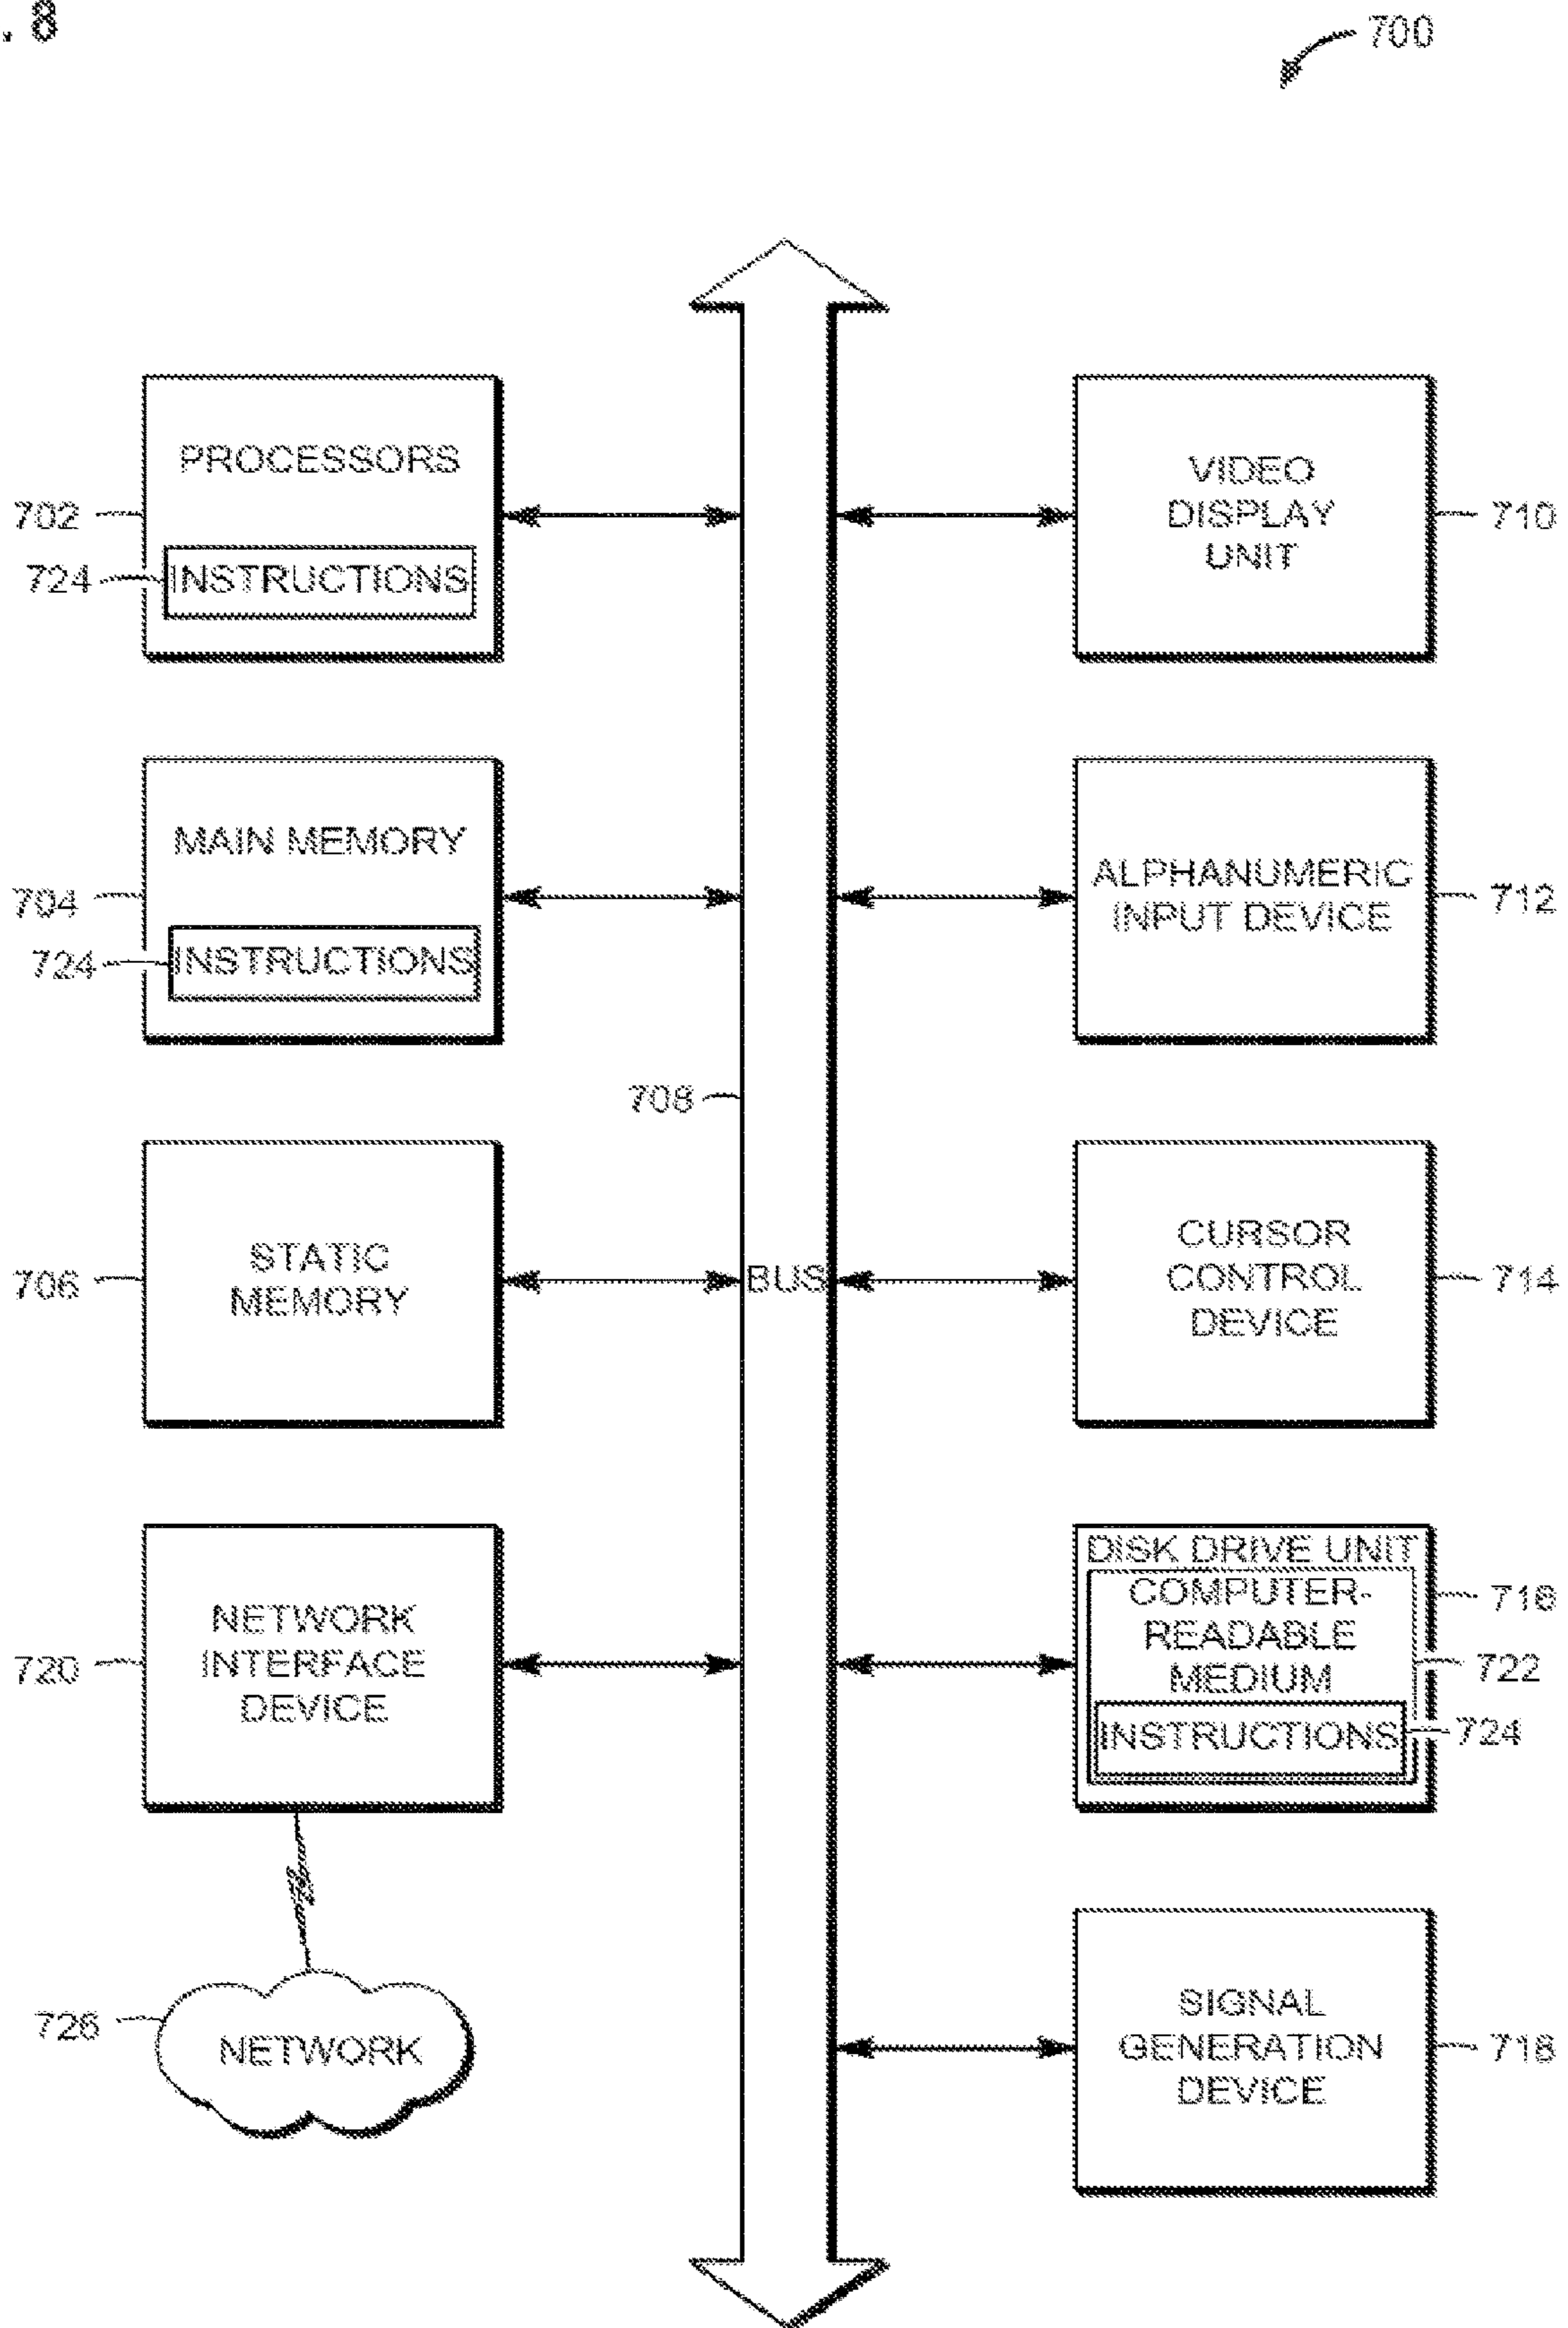 . 8
700
PROCESSORS
702
724
INSTRUCTIONS
VIDEO
DISPLAY
UNIT
710
MAIN MEMORY
704
724
INSTRUCTIONS
ALPHANUMERIC
INPUT DEVICE
712
708
STATIC
MEMORY
706
BUS
CURSOR
CONTROL
DEVICE
714
NETWORK
INTERFACE
DEVICE
720
DISK DRIVE UNIT
COMPUTER-
READABLE
MEDIUM
INSTRUCTIONS
716
722
724
726
NETWORK
SIGNAL
GENERATION
DEVICE
718